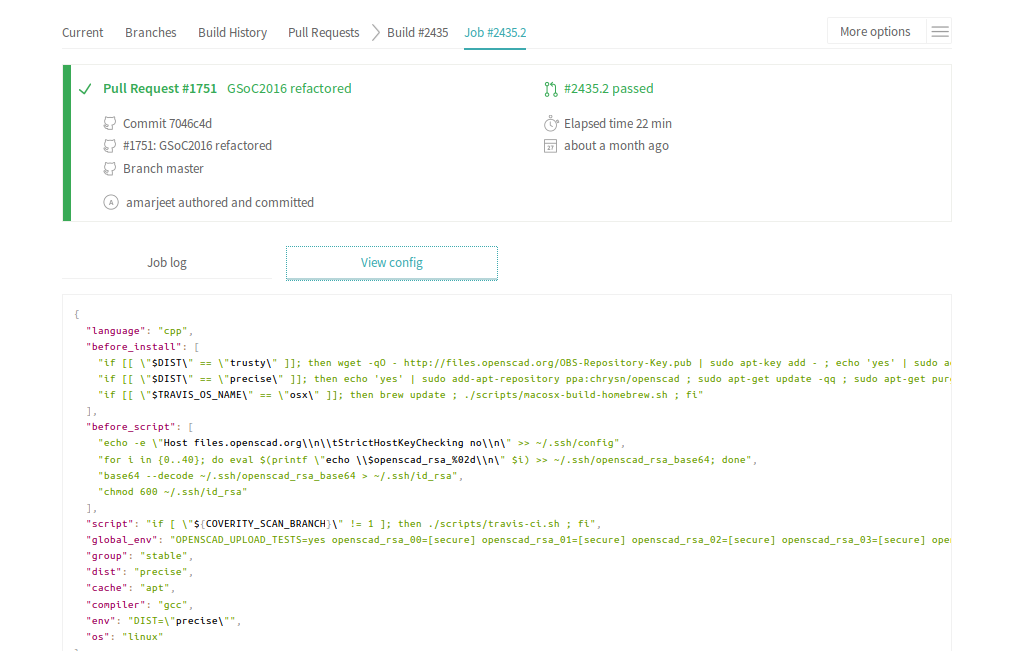 Current Branches Build History Pull Requests Build #2435 Job #2435.2 More options
Pull Request #1751 GSoC2016 refactored
#2435.2 passed
Commit 7046c4d
Elapsed time 22 min
#1751: GSoC2016 refactored
27 about a month ago
Branch master
A amarjeet authored and committed
Job log View config
{
"language": "cpp",
"before_install": [
"if [[ \"$DIST\" == \"trusty\" ]]; then wget -qO - http://files.openscad.org/OBS-Repository-Key.pub | sudo apt-key add - ; echo 'yes' | sudo a
"if [[ \"$DIST\" == \"precise\" ]]; then echo 'yes' | sudo add-apt-repository ppa:chrysn/openscad ; sudo apt-get update -qq ; sudo apt-get pur
"if [[ \"$TRAVIS_OS_NAME\" == \"osx\" ]]; then brew update ; ./scripts/macosx-build-homebrew.sh ; fi"
],
"before_script": [
"echo -e \"Host files.openscad.org\\n\\tStrictHostKeyChecking no\\n\" >> ~/.ssh/config",
"for i in {0..40}; do eval $(printf \"echo \\$openscad_rsa_%02d\\n\" $i) >> ~/.ssh/openscad_rsa_base64; done",
"base64 --decode ~/.ssh/openscad_rsa_base64 > ~/.ssh/id_rsa",
"chmod 600 ~/.ssh/id_rsa"
],
"script": "if [ \"${COVERITY_SCAN_BRANCH}\" != 1 ]; then ./scripts/travis-ci.sh ; fi",
"global_env": "OPENSCAD_UPLOAD_TESTS=yes openscad_rsa_00=[secure] openscad_rsa_01=[secure] openscad_rsa_02=[secure] openscad_rsa_03=[secure] ope
"group": "stable",
"dist": "precise",
"cache": "apt",
"compiler": "gcc",
"env": "DIST=\"precise\"",
"os": "linux"